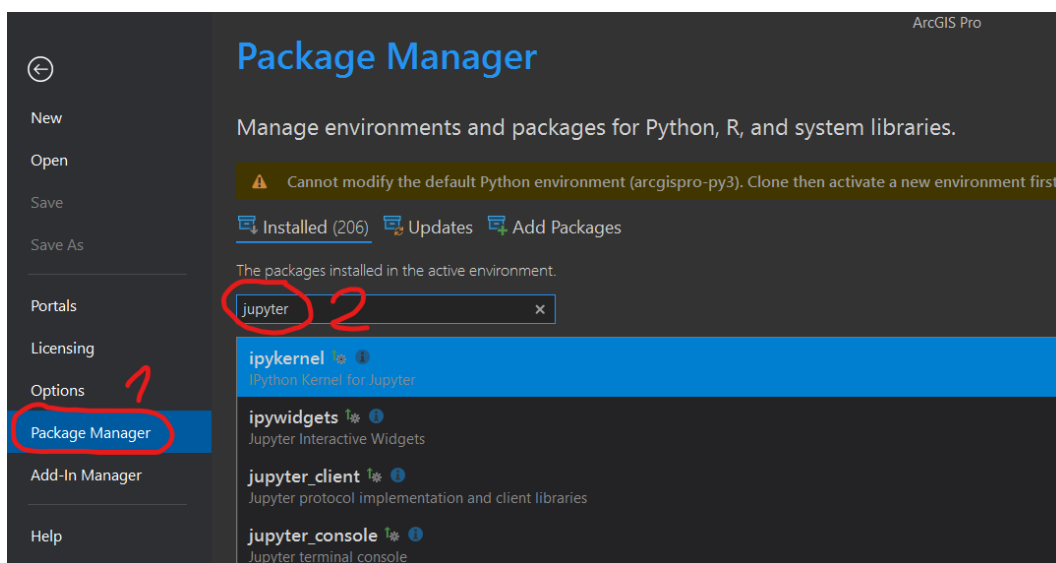 ArcGIS Pro
Package Manager
New
Manage environments and packages for Python, R, and system libraries.
Open
Cannot modify the default Python environment (arcgispro-py3). Clone then activate a new environment first
Save
Installed (206) Updates Add Packages
Save As
The packages installed in the active environment.
Portals
jupyter 2
Licensing
ipykernel
IPython Kernel for Jupyter
Options 1
ipywidgets
Package Manager
Jupyter Interactive Widgets
Add-In Manager
jupyter_client
Jupyter protocol implementation and client libraries
Help
jupyter_console
Jupyter terminal console